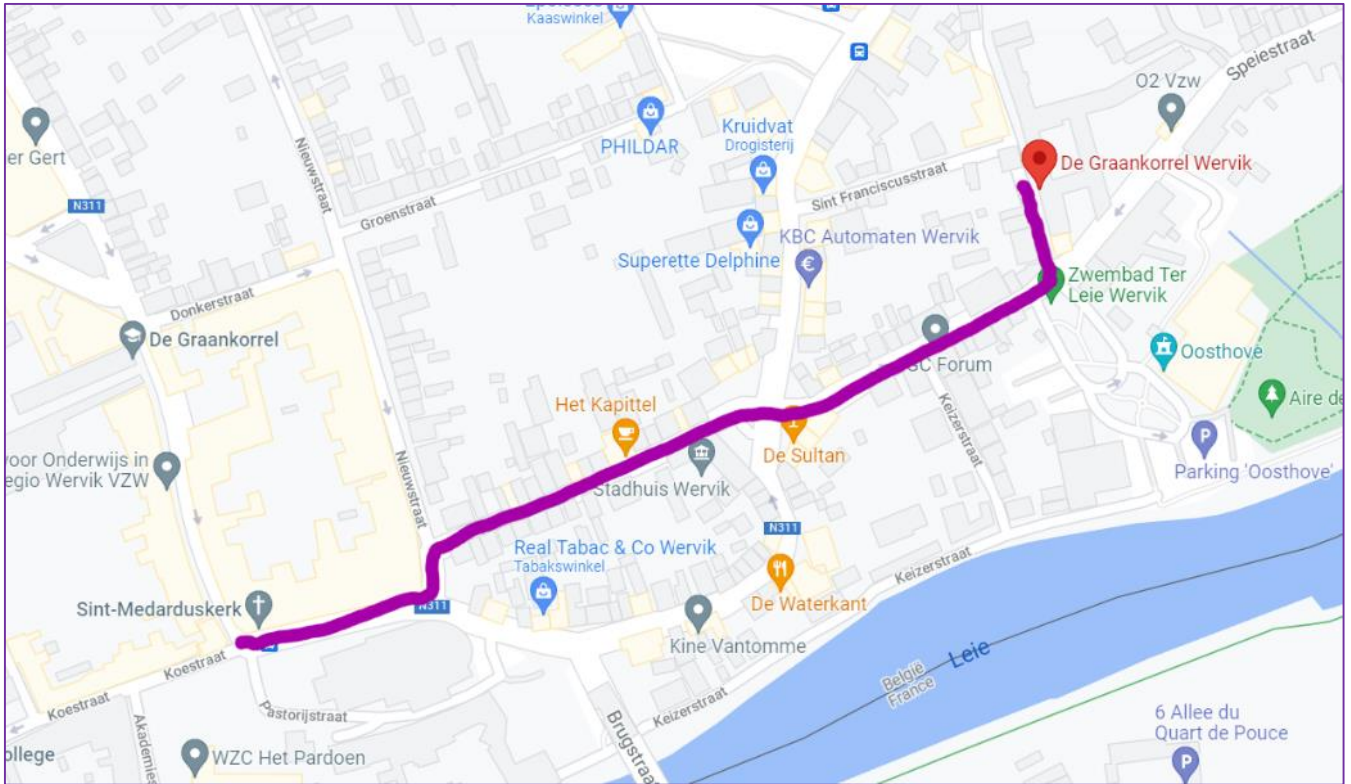 Kaaswinkel
Speiestraat
O2 Vzw
er Gert
PHILDAR
Kruidvat
Drogisterij
De Graankorrel Wervik
Nieuwstraat
N311
Groenstraat
Sint Franciscusstraat
Superette Delphine
KBC Automaten Wervik
Zwembad Ter
Leie Wervik
Donkerstraat
De Graankorrel
C Forum
Oosthove
Het Kapittel
Keizerstraat
Aire de
De Sultan
voor Onderwijs in
egio Wervik VZW
Nieuwstraat
Stadhuis Wervik
Parking 'Oosthove'
N311
Real Tabac & Co Wervik
Tabakswinkel
Keizerstraat
Sint-Medarduskerk
N311
De Waterkant
Kine Vantomme
Leie
Koestraat
België
France
Koestraat
Pastorijstraat
Keizerstraat
Akademies
Brugstraat
6 Allee du
Quart de Pouce
ollege
WZC Het Pardoen